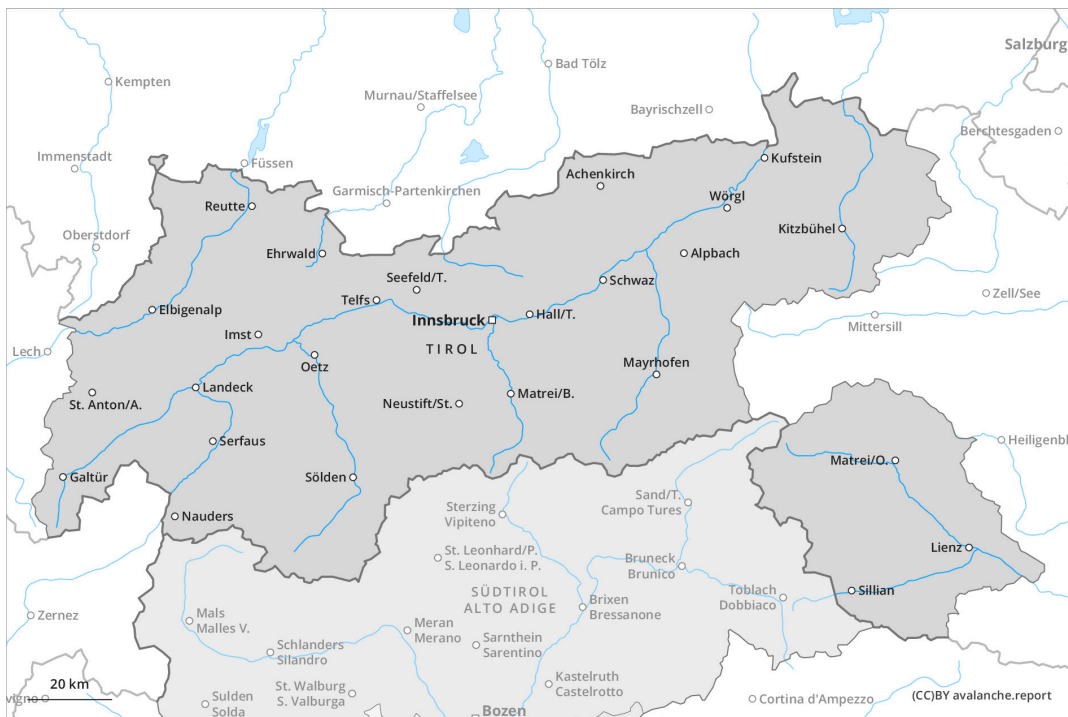 Salzburg
Bad Tölz
Kempten
Murnau/Staffelsee
Bayrischzell
Berchtesgaden
Immenstadt
Füssen
Kufstein
Achenkirch
Garmisch-Partenkirchen
Reutte
Wörgl
Kitzbühel
Oberstdorf
Ehrwald
Alpbach
Seefeld/T.
Schwaz
Zell/See
Telfs
Elbigenalp
Innsbruck
Hall/T.
Mittersill
Imst
TIROL
Lech
Oetz
Mayrhofen
Landeck
Matrei/B.
St. Anton/A.
Neustift/St.
Serfaus
Heiligenbl
Matrei/O.
Galtür
Sölden
Sand/T.
Campo Tures
Sterzing
Vipiteno
Nauders
Lienz
St. Leonhard/P.
S. Leonardo i. P.
Bruneck
Brunico
SÜDTIROL
ALTO ADIGE
Sillian
Toblach
Dobbiaco
Brixen
Bressanone
Zernez
Mals
Malles V.
Meran
Merano
Sarnthein
Sarentino
Schlanders
Silandro
Kastelruth
Castelrotto
20 km
St. Walburg
S. Valburga
vigno
Sulden
Solda
Cortina d'Ampezzo
(CC)BY avalanche.report
Bozen